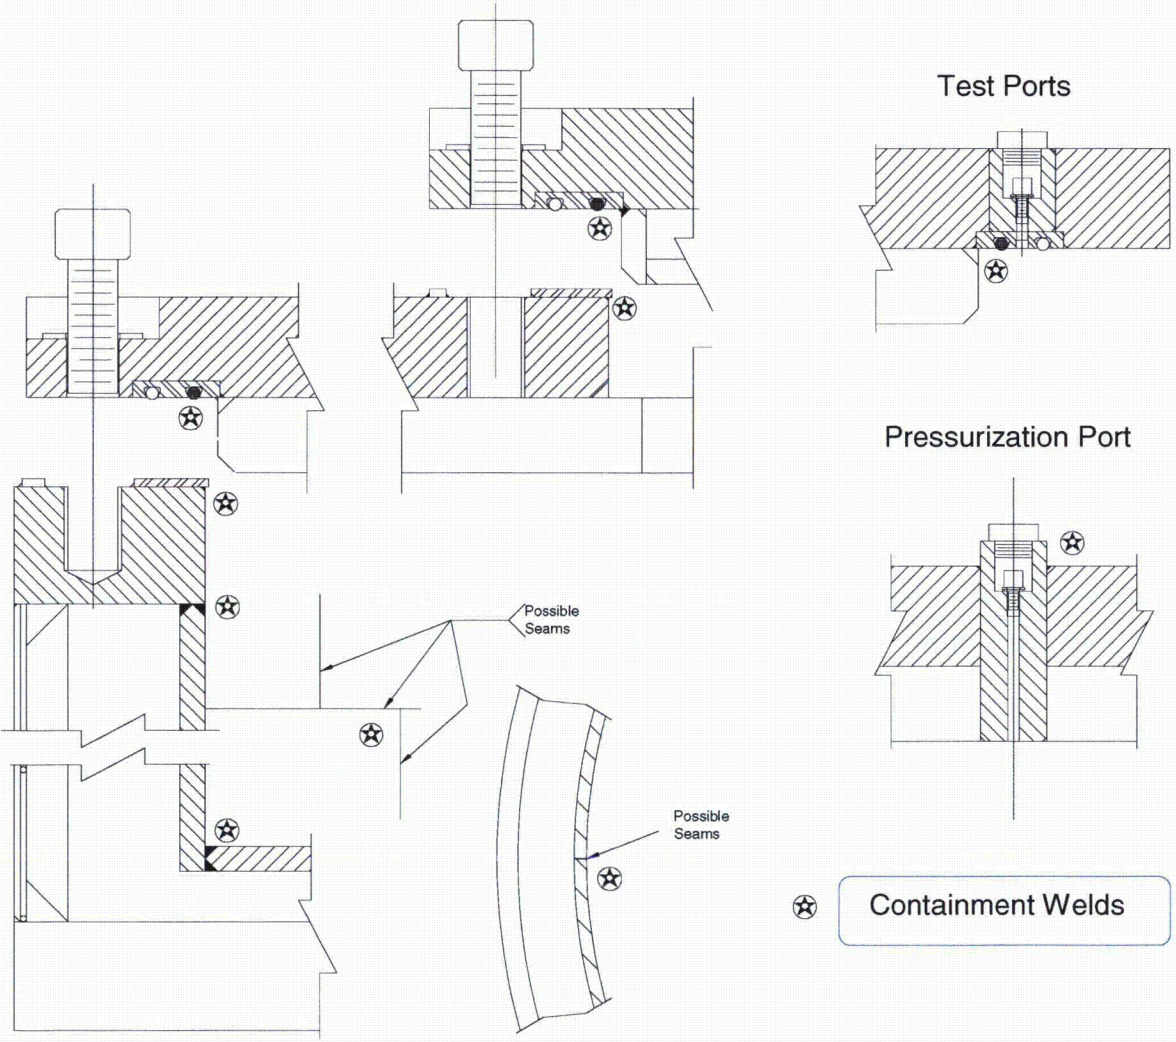 Test Ports
Pressurization Port
Possible
Seams
Possible
Seams
Containment Welds